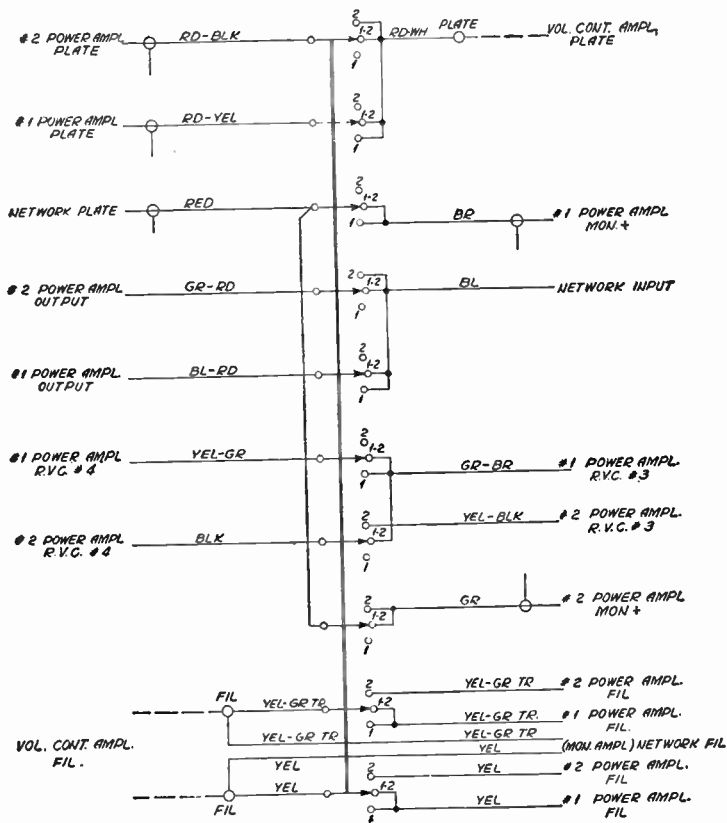 2
#2 POWER AMPL. RD-BLK 1-2 RD-WH PLATE VOL. CONT. AMPL.
PLATE PLATE
1
2
#1 POWER AMPL RD-YEL 1-2
PLATE
1
2
NETWORK PLATE RED 1-2
1 BR #1 POWER AMPL
MON.+
2
#2 POWER AMPL GR-RD 1-2 BL NETWORK INPUT
OUTPUT
1
2
#1 POWER AMPL. BL-RD 1-2
OUTPUT
1
2
#1 POWER AMPL YEL-GR 1-2
R.V.C. #4 1 GR-BR #1 POWER AMPL.
R.V.C. #3
2 YEL-BLK #2 POWER AMPL.
R.V.C. #3
#2 POWER AMPL BLK 1-2
R.V.C. #4
1
2 GR #2 POWER AMPL
MON+
1-2
1
2 YEL-GR TR #2 POWER AMPL.
FIL
FIL YEL-GR TR 1-2
1 YEL-GR TR. #1 POWER AMPL.
FIL.
YEL-GR TR YEL-GR TR (MON. AMPL) NETWORK FIL
VOL. CONT. AMPL. YEL
FIL.
YEL 2 YEL #2 POWER AMPL.
FIL
YEL 1-2
FIL
1 YEL #1 POWER AMPL.
FIL